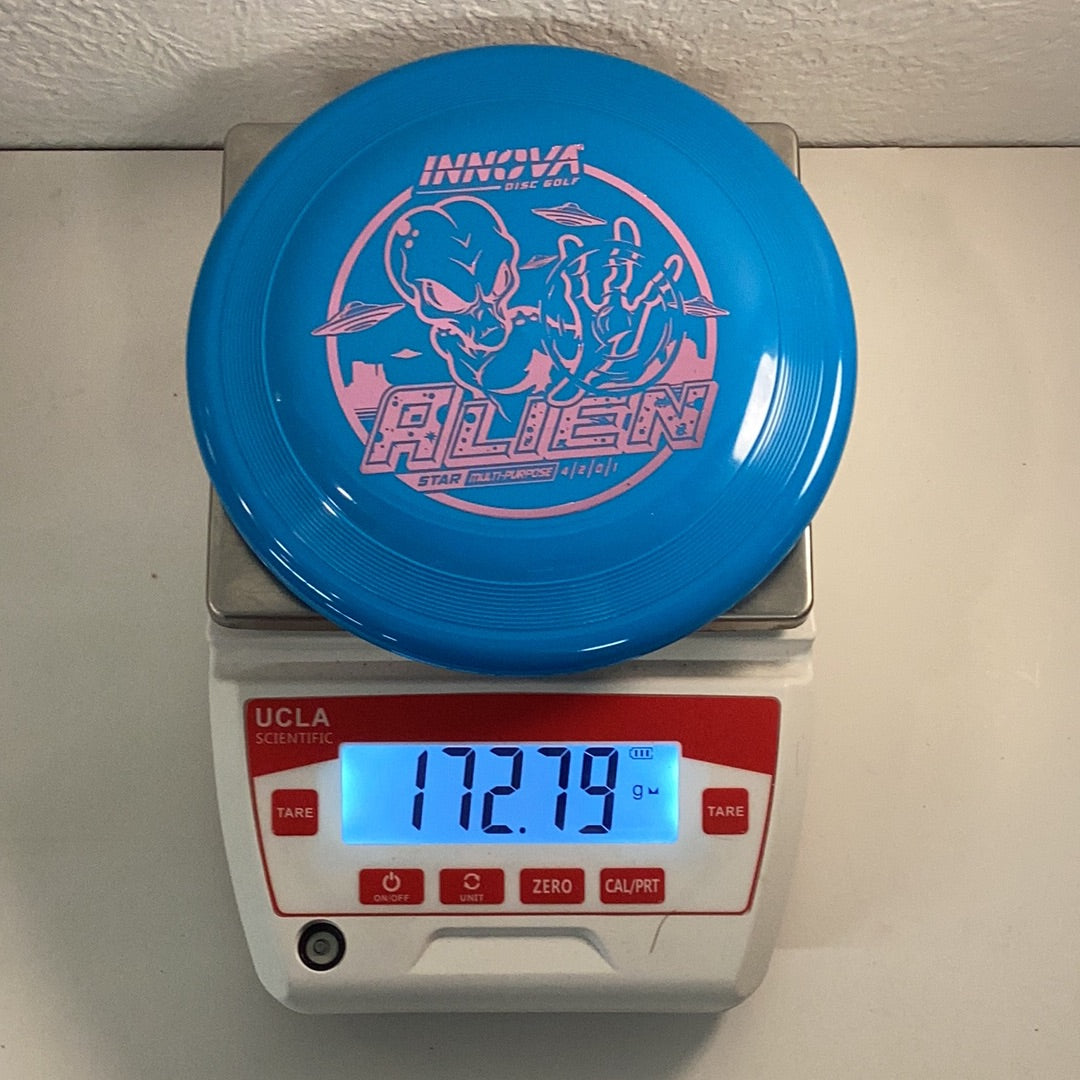 INNOVA
DISC GOLF
ALIEN
STAR MULTI-PURPOSE 4|2|0|1
UCLA
SCIENTIFIC
172.79 g
TARE
TARE
ON/OFF
UNIT
ZERO
CAL/PRT